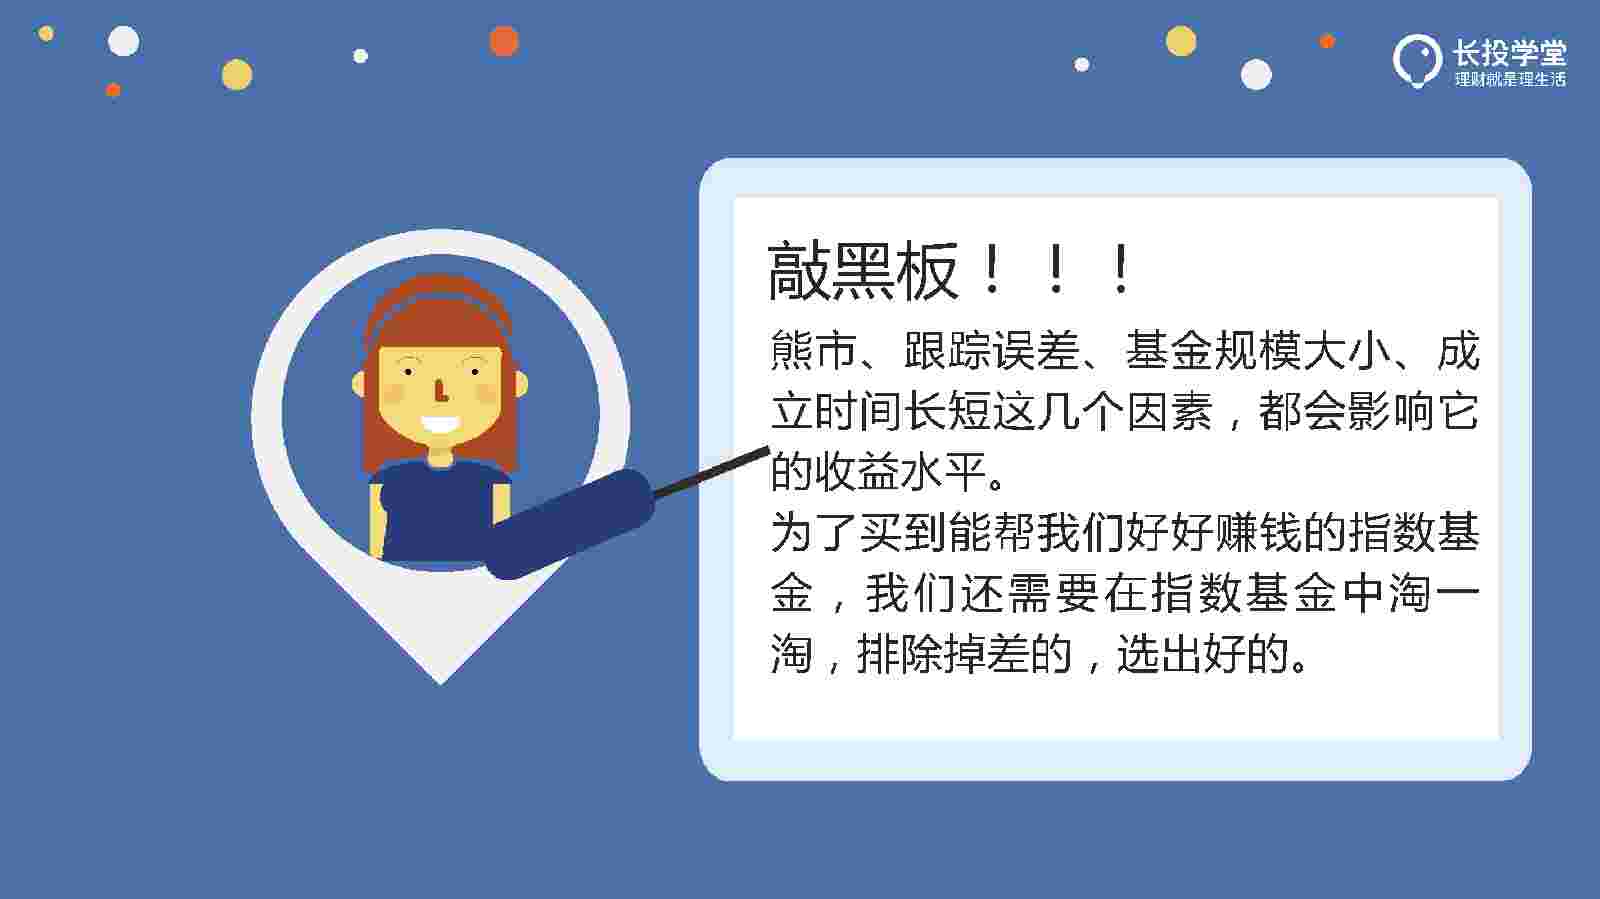 长投学堂
理财就是理生活
敲黑板！！！
熊市、跟踪误差、基金规模大小、成
立时间长短这几个因素，都会影响它
的收益水平。
为了买到能帮我们好好赚钱的指数基
金，我们还需要在指数基金中淘一
淘，排除掉差的，选出好的。